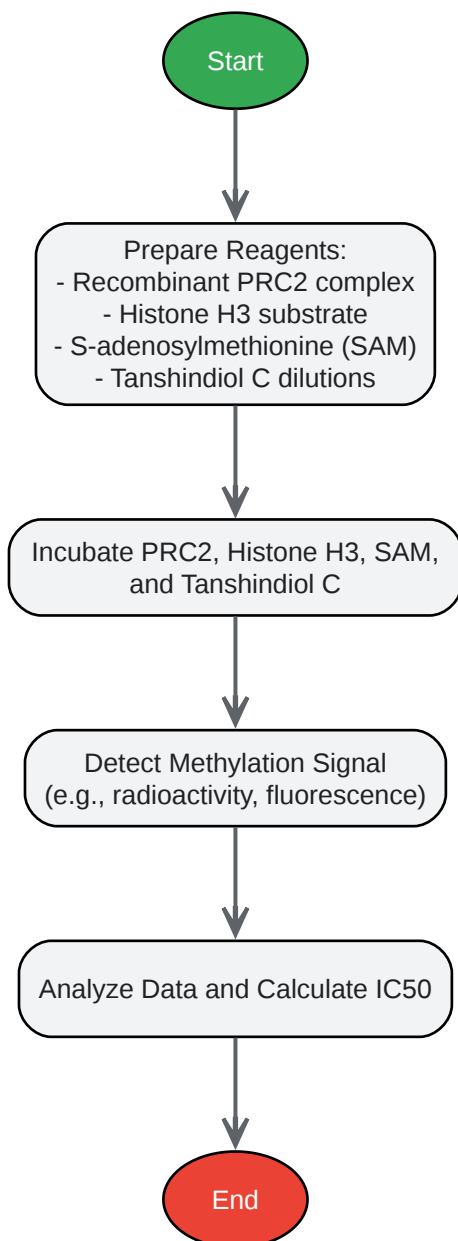 Start
Prepare Reagents:
- Recombinant PRC2 complex
- Histone H3 substrate
- S-adenosylmethionine (SAM)
- Tanshindiol C dilutions
Incubate PRC2, Histone H3, SAM,
and Tanshindiol C
Detect Methylation Signal
(e.g., radioactivity, fluorescence)
Analyze Data and Calculate IC50
End